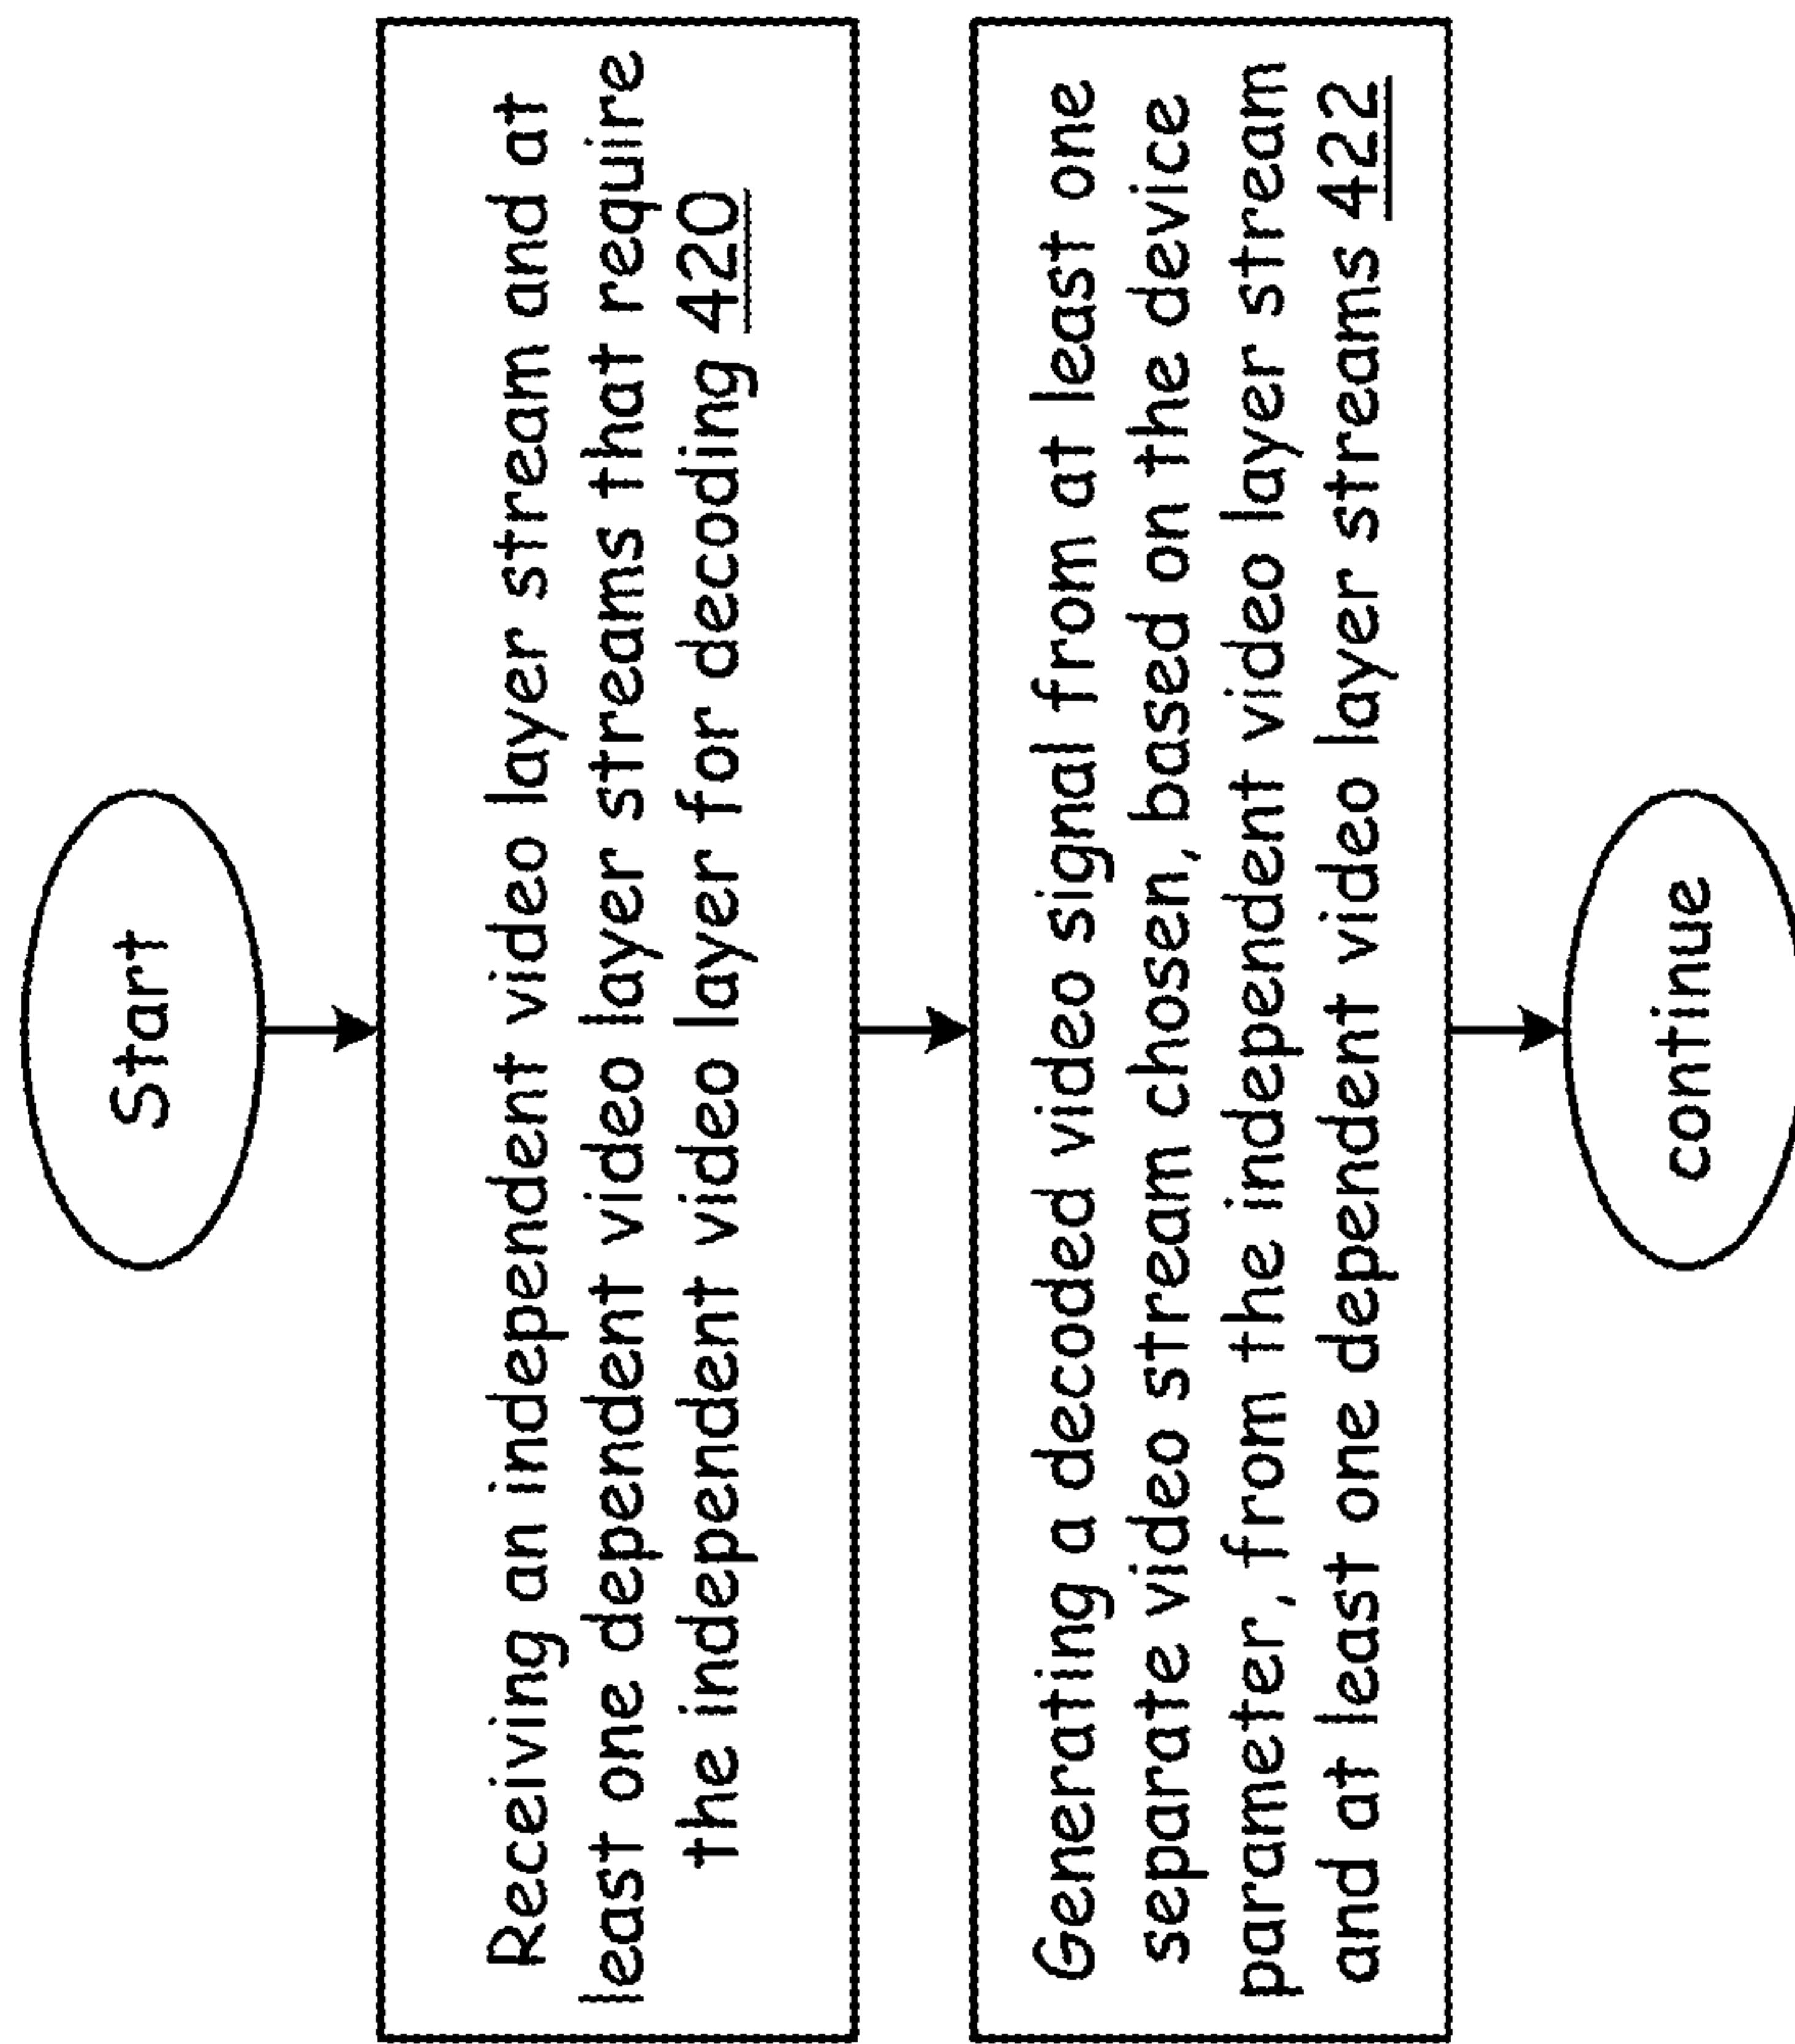 Start
Receiving an independent video layer stream and at
least one dependent video layer streams that require
the independent video layer for decoding 420
Generating a decoded video signal from at least one
separate video stream chosen, based on the device
parameter, from the independent video layer stream
and at least one dependent video layer streams 422
continue